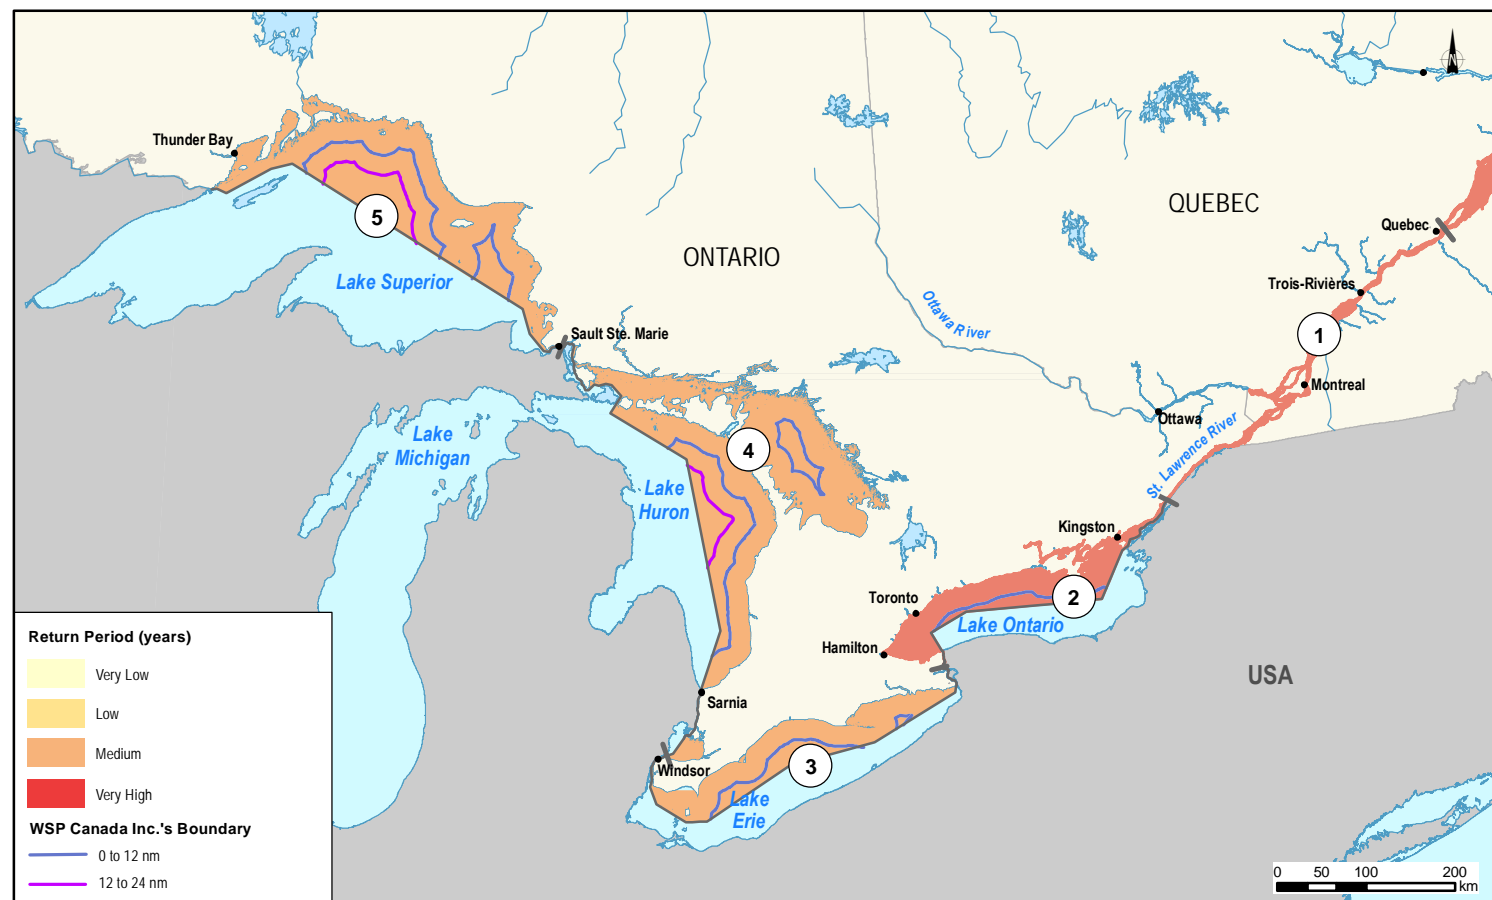 N
Thunder Bay
QUEBEC
Quebec
5
ONTARIO
Lake Superior
Trois-Rivières
Ottawa River
Sault Ste. Marie
1
Montreal
Ottawa
Lake
Michigan
4
St. Lawrence River
Lake
Huron
Kingston
Toronto
2
Lake Ontario
Hamilton
USA
Sarnia
Windsor
3
Lake
Erie
Return Period (years)
Very Low
Low
Medium
Very High
WSP Canada Inc.'s Boundary
0 to 12 nm
12 to 24 nm
0 50 100 200
km